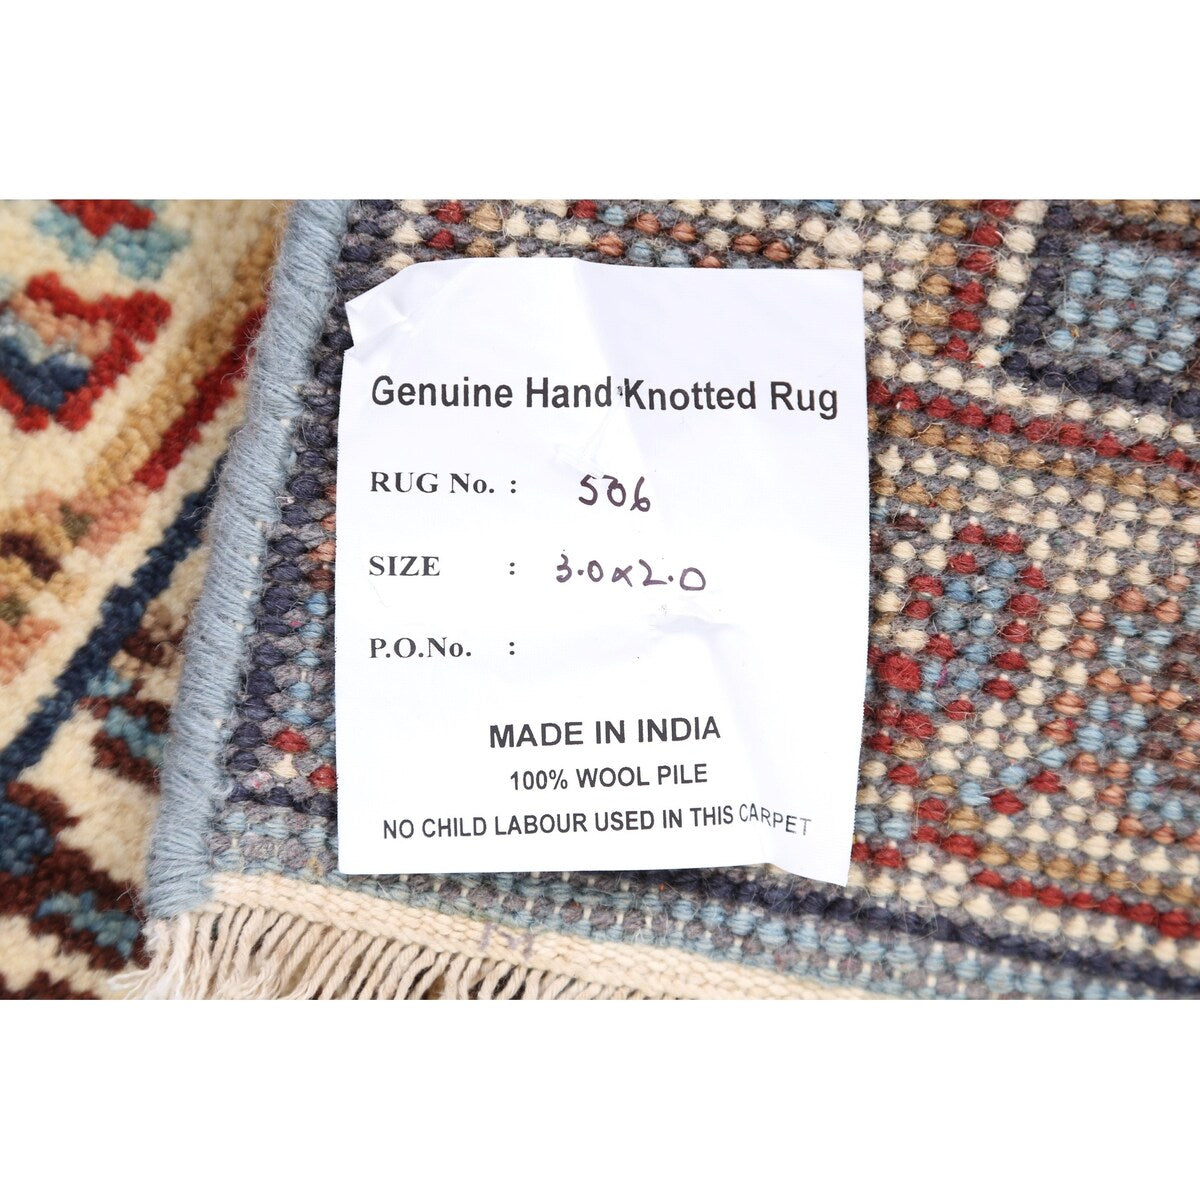 Genuine Hand Knotted Rug
RUG No. : 506
SIZE : 3.0x2.0
P.O.No. :
MADE IN INDIA
100% WOOL PILE
NO CHILD LABOUR USED IN THIS CARPET